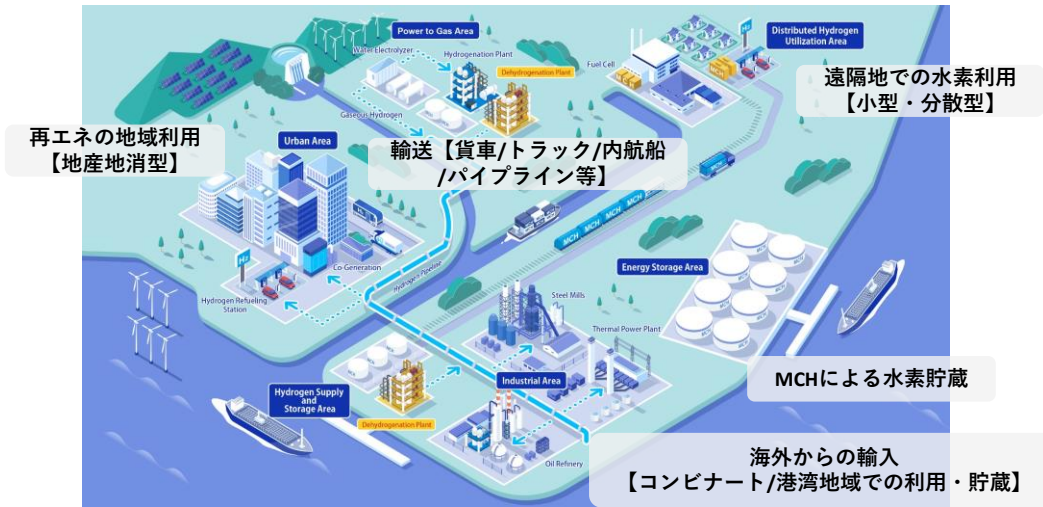 Power to Gas Area
Water Electrolyzer
Hydrogenation Plant
Dehydrogenation Plant
Gaseous Hydrogen
Fuel Cell
H2
Distributed Hydrogen
Utilization Area
遠隔地での水素利用
【小型・分散型】
再エネの地域利用
【地産地消型】
Urban Area
輸送【貨車/トラック/内航船
/パイプライン等】
MCH MCH MCH MCH
Co-Generation
Hydrogen Pipeline
H2
Hydrogen Refueling
Station
Energy Storage Area
Steel Mills
Thermal Power Plant
MCHによる水素貯蔵
Hydrogen Supply
and
Storage Area
Dehydrogenation Plant
Industrial Area
Oil Refinery
海外からの輸入
【コンビナート/港湾地域での利用・貯蔵】